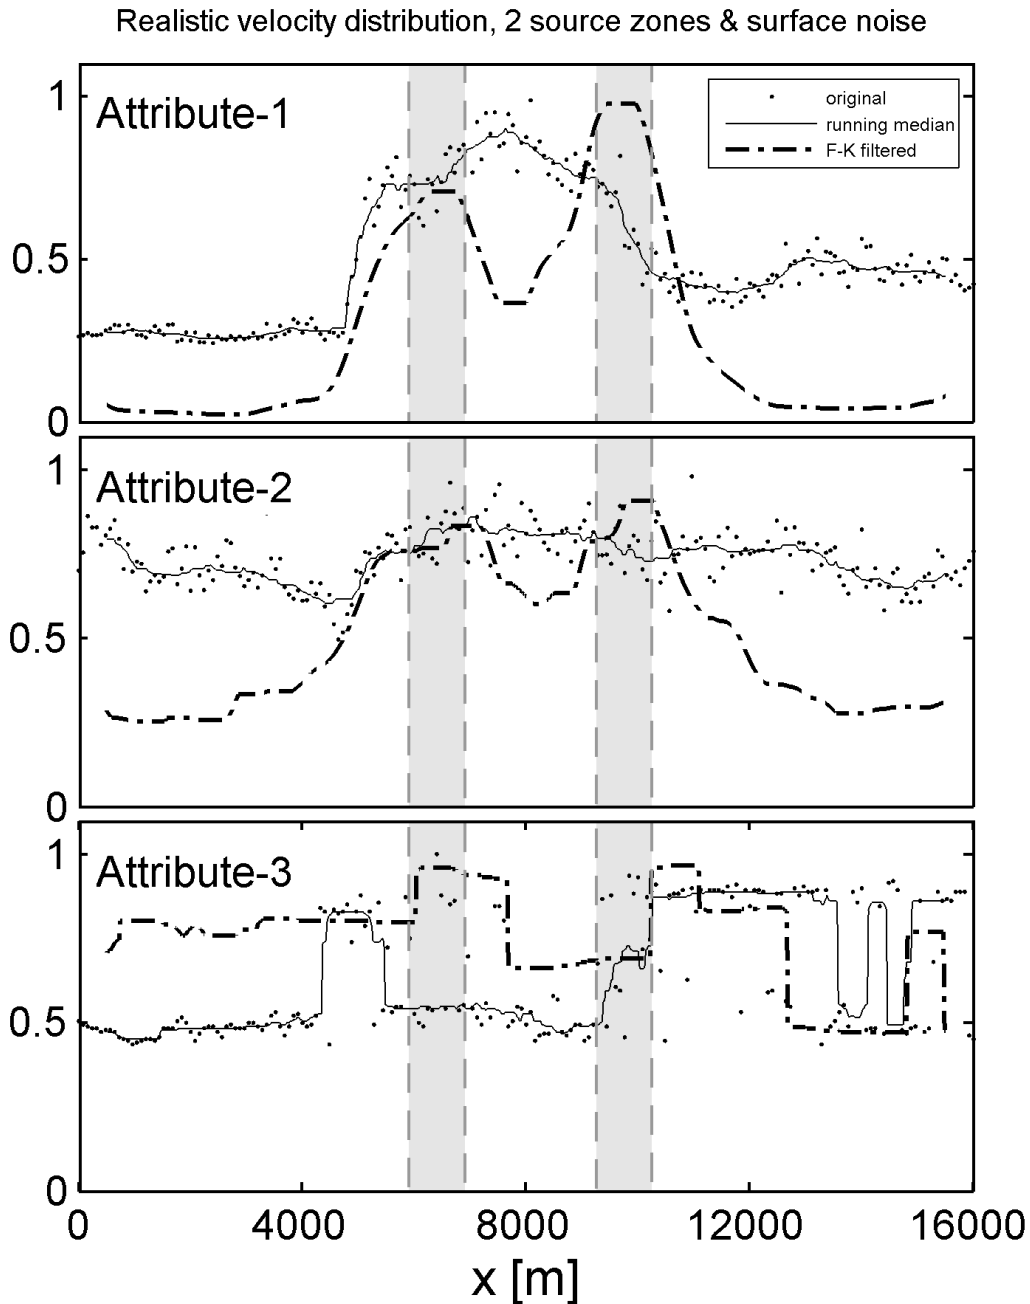 Realistic velocity distribution, 2 source zones & surface noise
1
Attribute-1
original
running median
F-K filtered
0.5
0
1
Attribute-2
0.5
0
1
Attribute-3
0.5
0
0 4000 8000 12000 16000
x [m]